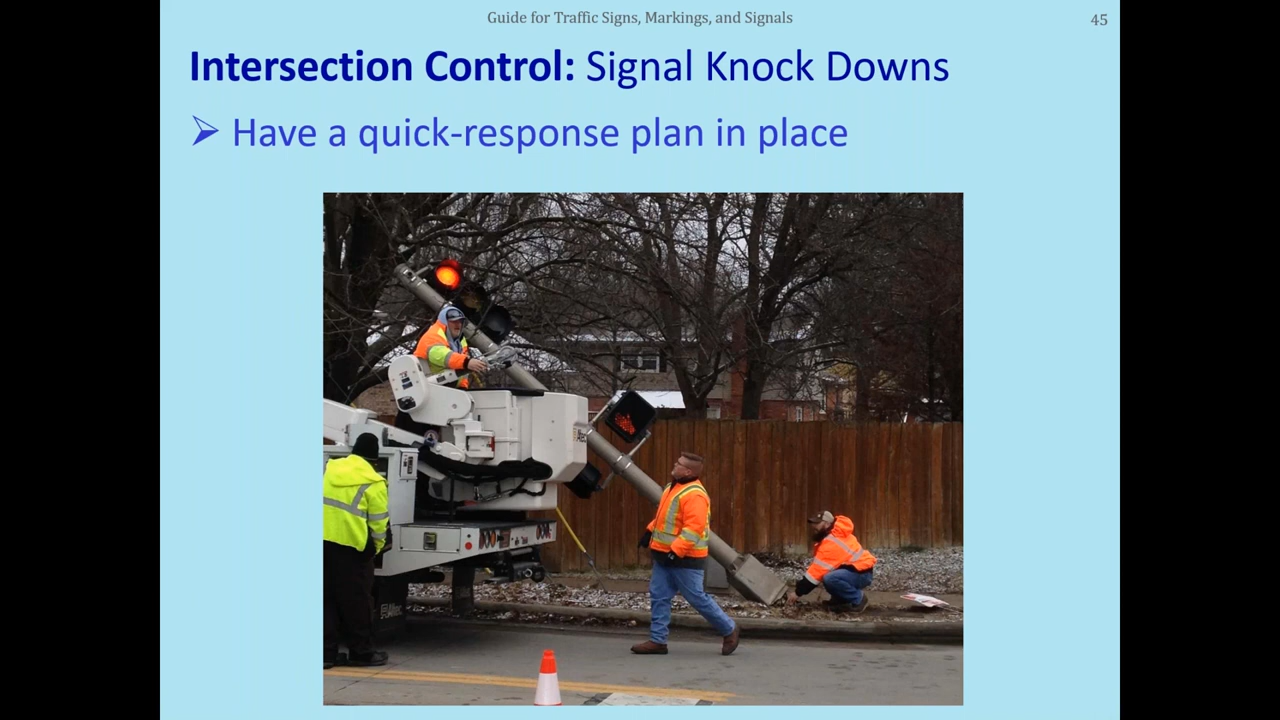 Guide for Traffic Signs, Markings, and Signals
45
Intersection Control: Signal Knock Downs
➢ Have a quick-response plan in place